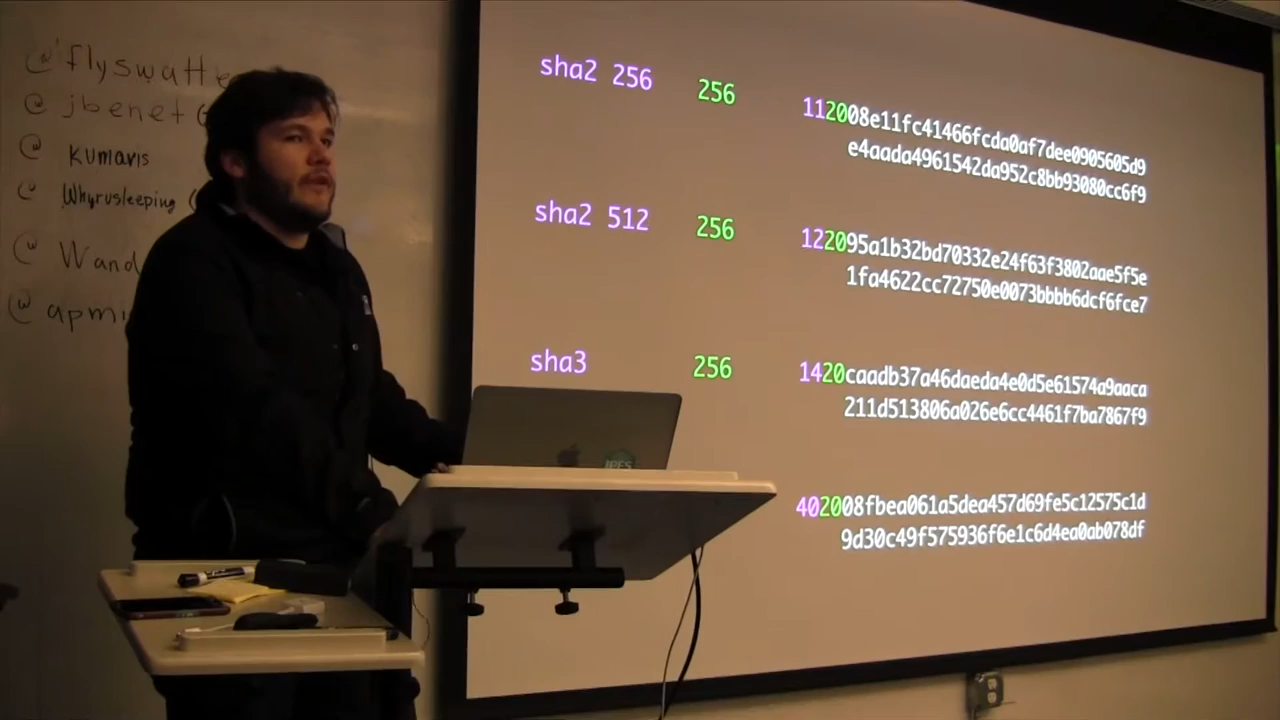 @flyswatte
@jbenet
@ Kumavis
@ Whyrusleeping (
@ Wand
@ apmi
sha2 256 256 112008e11fc41466fcda0af7dee0905605d9
e4aada4961542da952c8bb93080cc6f9
sha2 512 256 122095a1b32bd70332e24f63f3802aae5f5e
1fa4622cc72750e0073bbbb6dcf6fce7
sha3 256 1420caadb37a46daeda4e0d5e61574a9aaca
211d513806a026e6cc4461f7ba7867f9
402008fbea061a5dea457d69fe5c12575c1d
9d30c49f575936f6e1c6d4ea0ab078df
IPFS